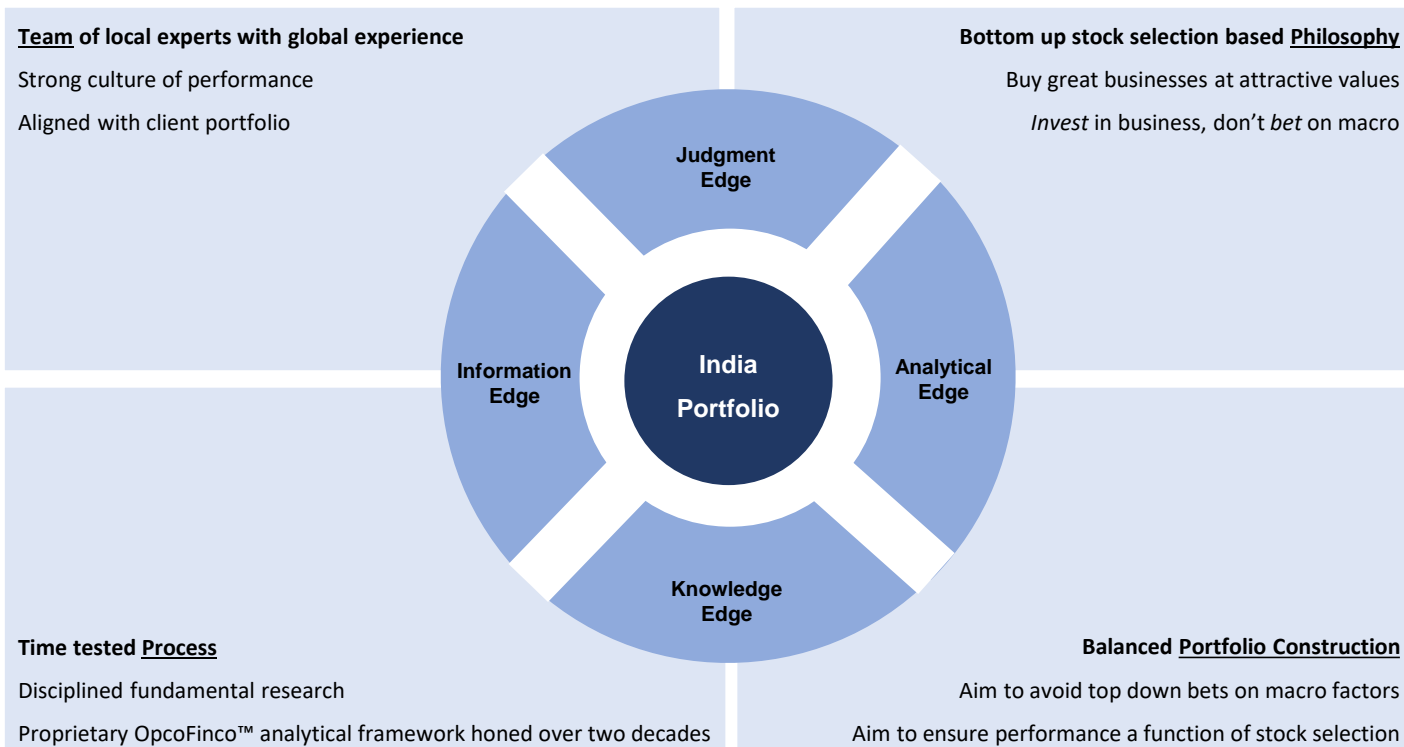 Team of local experts with global experience
Strong culture of performance
Aligned with client portfolio
Bottom up stock selection based Philosophy
Buy great businesses at attractive values
Invest in business, don’t bet on macro
Judgment
Edge
Information
Edge
India
Portfolio
Analytical
Edge
Knowledge
Edge
Time tested Process
Disciplined fundamental research
Proprietary OpcoFinco™ analytical framework honed over two decades
Balanced Portfolio Construction
Aim to avoid top down bets on macro factors
Aim to ensure performance a function of stock selection